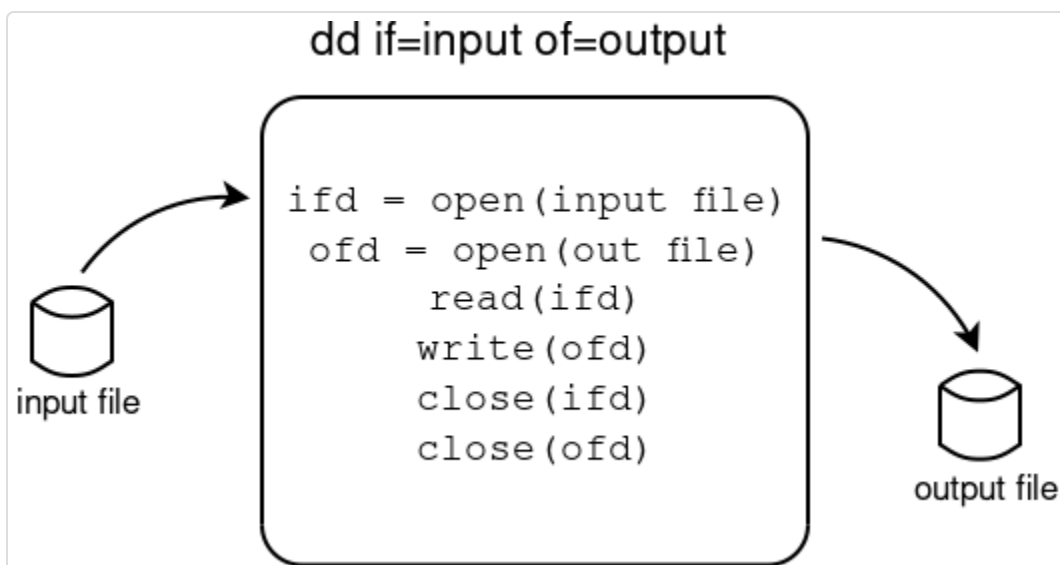 dd if=input of=output
ifd = open(input file)
ofd = open(out file)
read(ifd)
write(ofd)
close(ifd)
close(ofd)
input file
output file